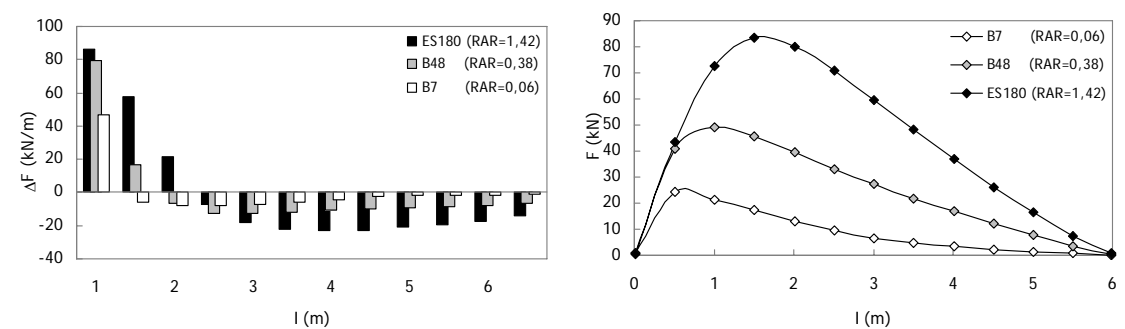 100
80
60
40
20
0
-20
-40
ΔF (kN/m)
ES180 (RAR=1,42)
B48 (RAR=0,38)
B7 (RAR=0,06)
1 2 3 4 5 6
l (m)
90
80
70
60
50
40
30
20
10
0
F (kN)
B7 (RAR=0,06)
B48 (RAR=0,38)
ES180 (RAR=1,42)
0 1 2 3 4 5 6
l (m)